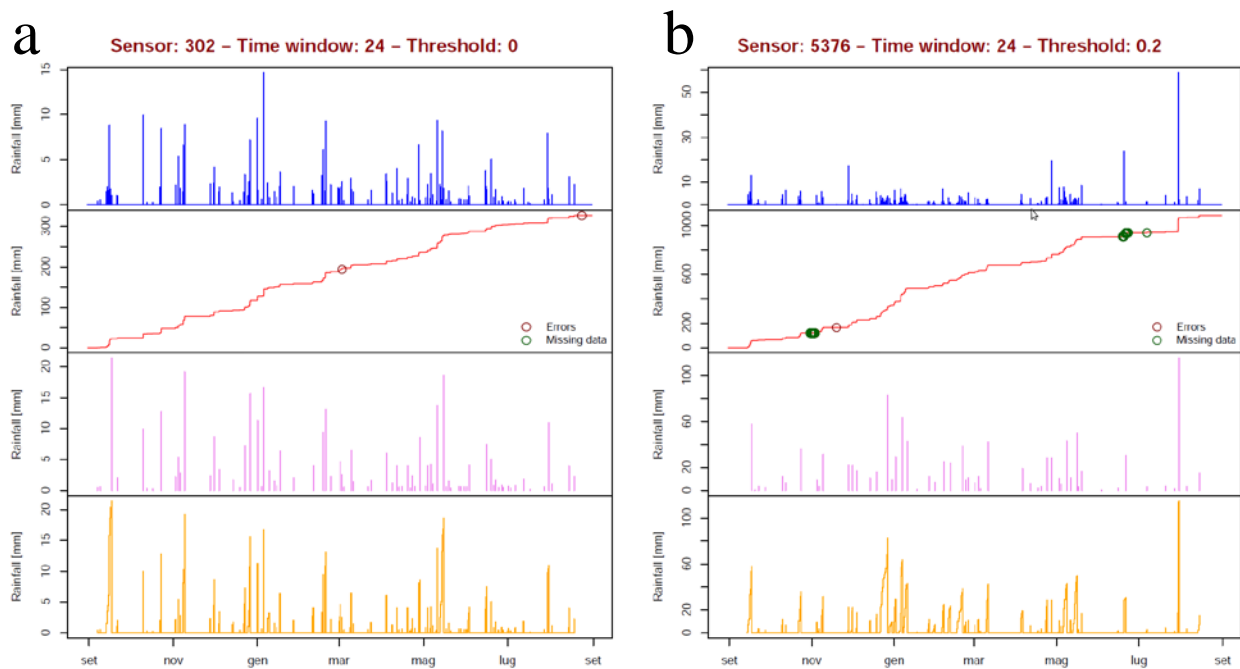 a
Sensor: 302 – Time window: 24 – Threshold: 0
Rainfall [mm]
15
10
5
0
Rainfall [mm]
300
200
100
0
Errors
Missing data
Rainfall [mm]
20
15
10
5
0
Rainfall [mm]
20
15
10
5
0
set nov gen mar mag lug set
b
Sensor: 5376 – Time window: 24 – Threshold: 0.2
Rainfall [mm]
50
30
10
0
Rainfall [mm]
1000
600
200
0
Errors
Missing data
Rainfall [mm]
100
60
20
0
Rainfall [mm]
100
60
20
0
set nov gen mar mag lug set